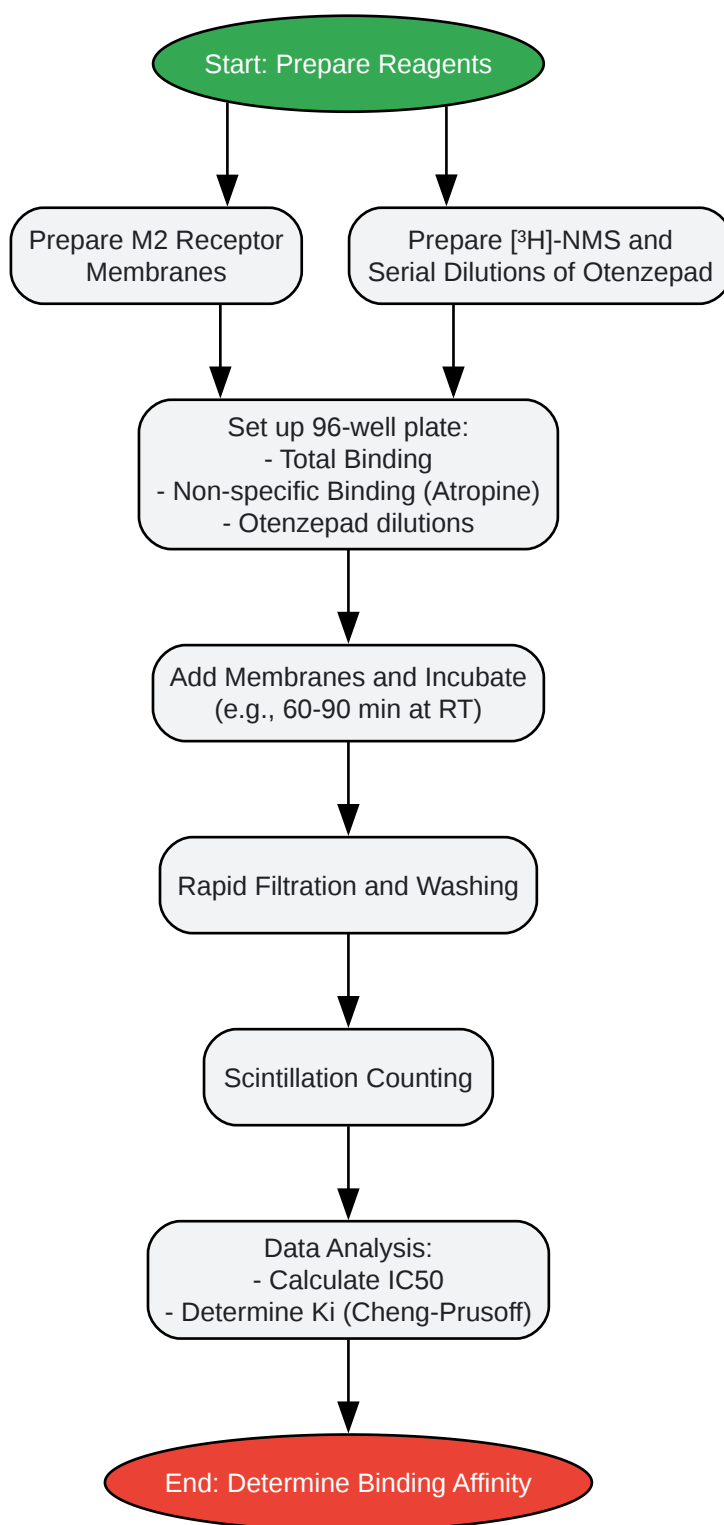 Start: Prepare Reagents
Prepare M2 Receptor
Membranes
Prepare [³H]-NMS and
Serial Dilutions of Otenzepad
Set up 96-well plate:
- Total Binding
- Non-specific Binding (Atropine)
- Otenzepad dilutions
Add Membranes and Incubate
(e.g., 60-90 min at RT)
Rapid Filtration and Washing
Scintillation Counting
Data Analysis:
- Calculate IC50
- Determine Ki (Cheng-Prusoff)
End: Determine Binding Affinity